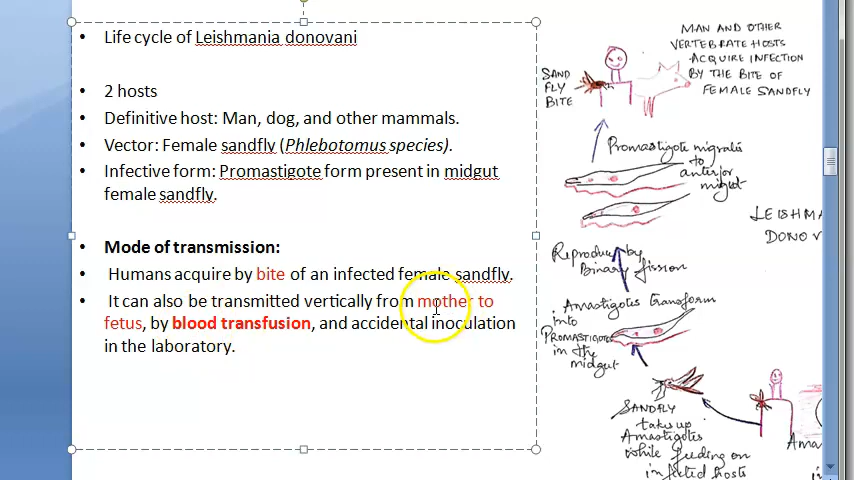 Life cycle of Leishmania donovani
2 hosts
Definitive host: Man, dog, and other mammals.
Vector: Female sandfly (Phlebotomus species).
Infective form: Promastigote form present in midgut
female sandfly.
Mode of transmission:
Humans acquire by bite of an infected female sandfly.
It can also be transmitted vertically from mother to
fetus, by blood transfusion, and accidental inoculation
in the laboratory.
MAN AND OTHER
VERTEBRATE HOSTS
ACQUIRE INFECTION
BY THE BITE OF
FEMALE SANDFLY
SAND
FLY
BITE
Promastigote migrates
to
anterior
midgut
LEISHM
DONOV
Reproduce by
Binary fission
Amastigotes transform
into
PROMASTIGOTES
in the
midgut
SANDFLY
takes up
Amastigotes
while feeding on
infected hosts
Ama